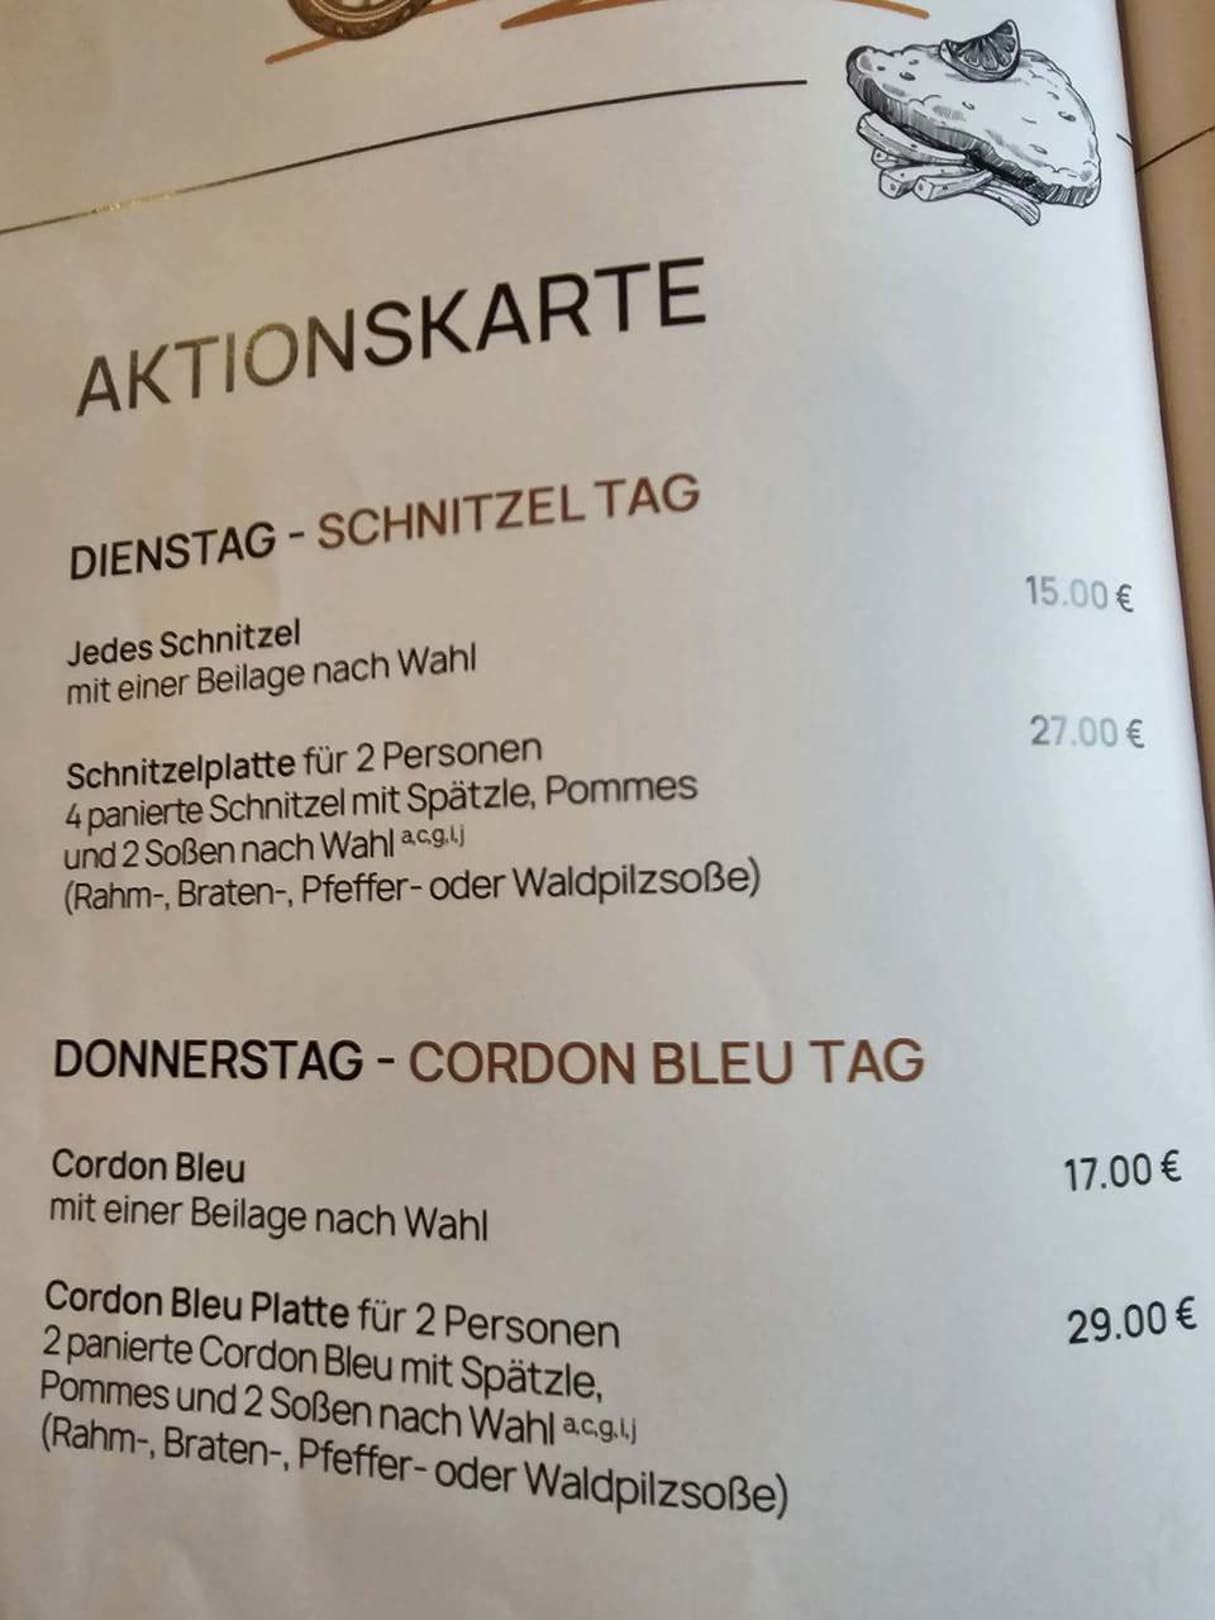 AKTIONSKARTE
DIENSTAG - SCHNITZEL TAG
Jedes Schnitzel 15.00 €
mit einer Beilage nach Wahl
Schnitzelplatte für 2 Personen 27.00 €
4 panierte Schnitzel mit Spätzle, Pommes
und 2 Soßen nach Wahl a,c,g,i,j
(Rahm-, Braten-, Pfeffer- oder Waldpilzsoße)
DONNERSTAG - CORDON BLEU TAG
Cordon Bleu 17.00 €
mit einer Beilage nach Wahl
Cordon Bleu Platte für 2 Personen 29.00 €
2 panierte Cordon Bleu mit Spätzle,
Pommes und 2 Soßen nach Wahl a,c,g,i,j
(Rahm-, Braten-, Pfeffer- oder Waldpilzsoße)